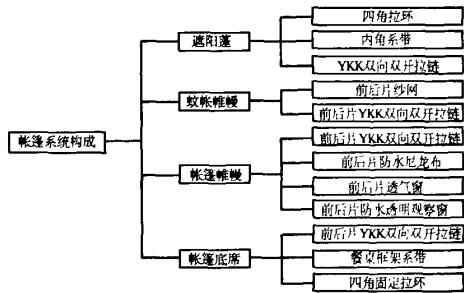 帐篷系统构成
遮阳蓬
四角拉环
内角系带
YKK双向双开拉链
蚊帐帷幔
前后片纱网
前后片YKK双向双开拉链
帐篷帷幔
前后片YKK双向双开拉链
前后片防水尼龙布
前后片透气窗
前后片防水透明观察窗
帐篷底席
前后片YKK双向双开拉链
餐桌框架系带
四角固定拉环